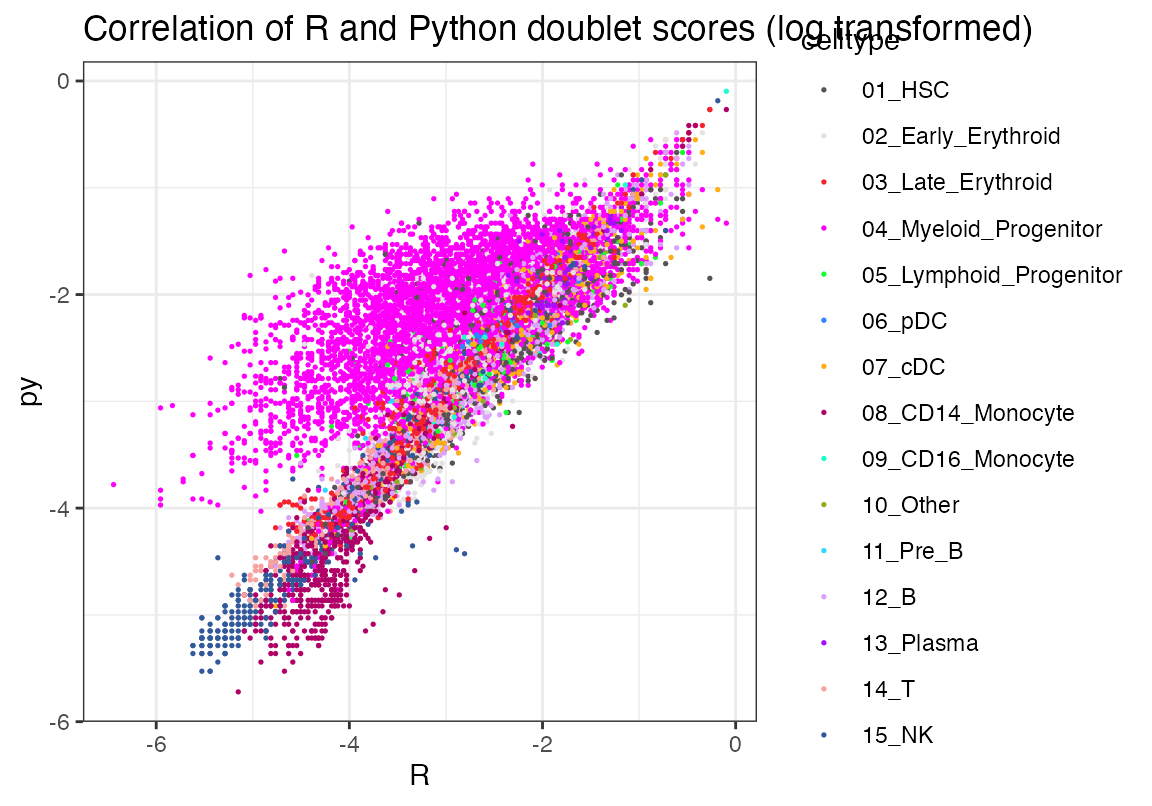 Correlation of R and Python doublet scores (log transformed)
celltype
01_HSC
02_Early_Erythroid
03_Late_Erythroid
04_Myeloid_Progenitor
05_Lymphoid_Progenitor
06_pDC
07_cDC
08_CD14_Monocyte
09_CD16_Monocyte
10_Other
11_Pre_B
12_B
13_Plasma
14_T
15_NK
py
0
-2
-4
-6
-6 -4 -2 0
R